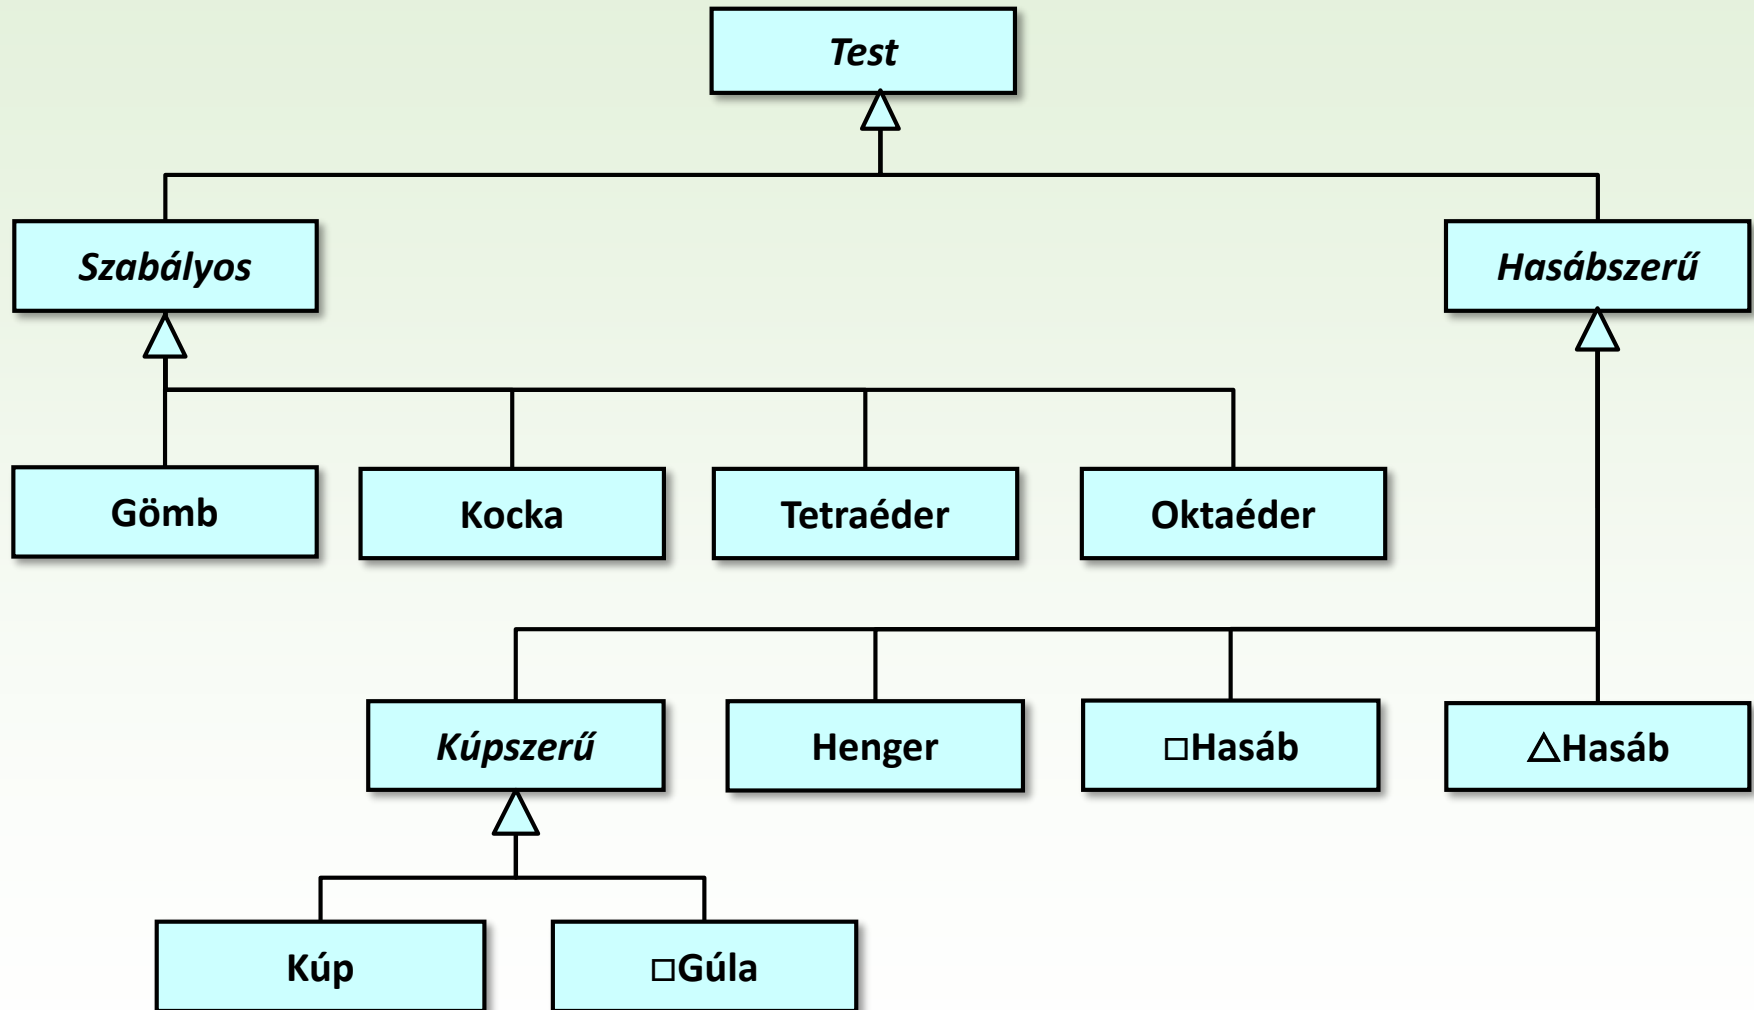 Test
Szabályos
Hasábszerű
Gömb
Kocka
Tetraéder
Oktaéder
Kúpszerű
Henger
□Hasáb
△Hasáb
Kúp
□Gúla